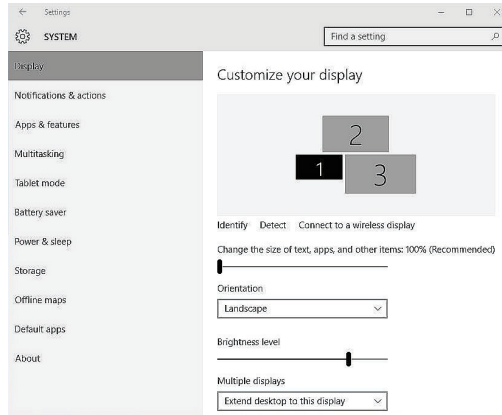 Settings
SYSTEM
Find a setting
Display
Notifications & actions
Apps & features
Multitasking
Tablet mode
Battery saver
Power & sleep
Storage
Offline maps
Default apps
About
Customize your display
2
1
3
Identify Detect Connect to a wireless display
Change the size of text, apps, and other items: 100% (Recommended)
Orientation
Landscape
Brightness level
Multiple displays
Extend desktop to this display